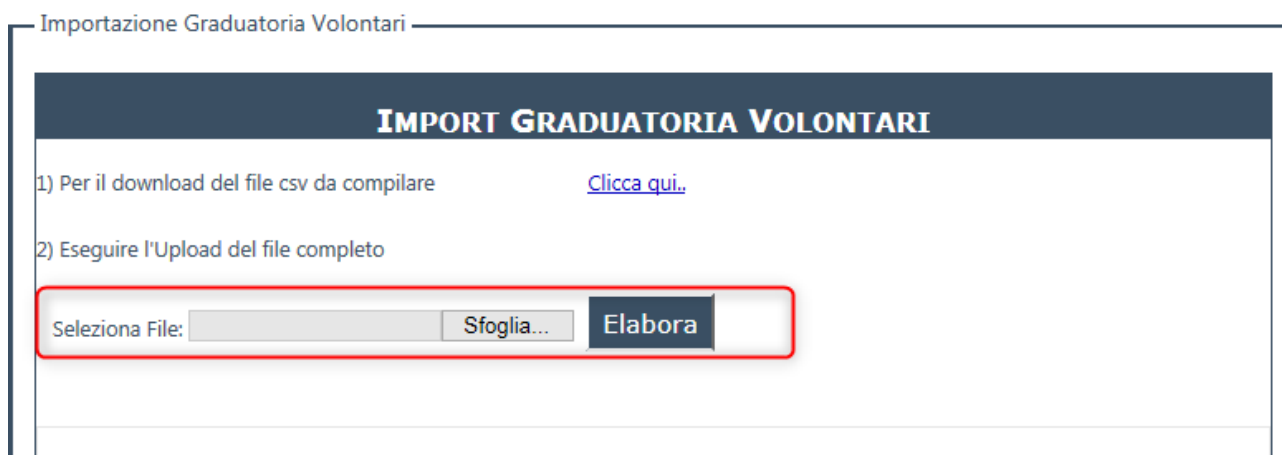 Importazione Graduatoria Volontari
IMPORT GRADUATORIA VOLONTARI
1) Per il download del file csv da compilare Clicca qui..
2) Eseguire l'Upload del file completo
Seleziona File: Sfoglia... Elabora